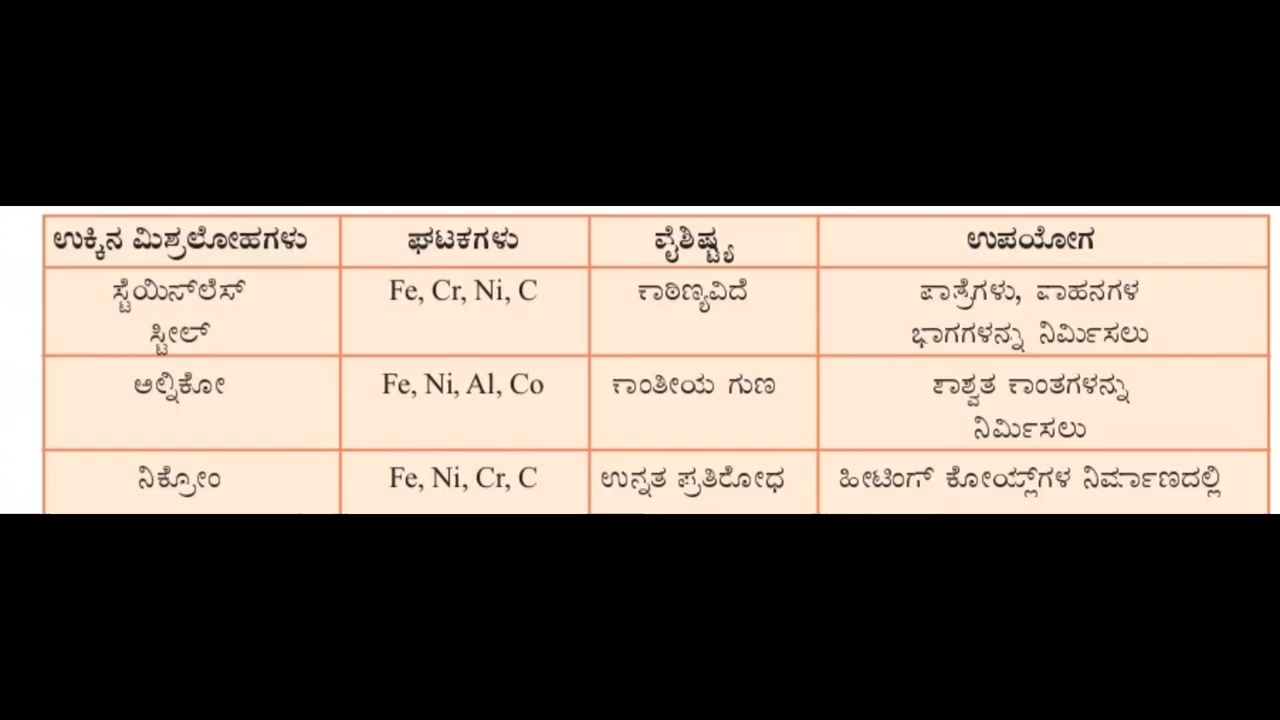 ಉಕ್ಕಿನ ಮಿಶ್ರಲೋಹಗಳು ಘಟಕಗಳು ವೈಶಿಷ್ಟ್ಯ ಉಪಯೋಗ
ಸ್ಟೆಯಿನ್‌ಲೆಸ್ Fe, Cr, Ni, C ಕಾಠಿಣ್ಯವಿದೆ ಪಾತ್ರೆಗಳು, ವಾಹನಗಳ
ಸ್ಟೀಲ್ ಭಾಗಗಳನ್ನು ನಿರ್ಮಿಸಲು
ಅಲ್ನಿಕೋ Fe, Ni, Al, Co ಕಾಂತೀಯ ಗುಣ ಶಾಶ್ವತ ಕಾಂತಗಳನ್ನು
ನಿರ್ಮಿಸಲು
ನಿಕ್ರೋಂ Fe, Ni, Cr, C ಉನ್ನತ ಪ್ರತಿರೋಧ ಹೀಟಿಂಗ್ ಕೋಯ್ಲ್‌ಗಳ ನಿರ್ಮಾಣದಲ್ಲಿ